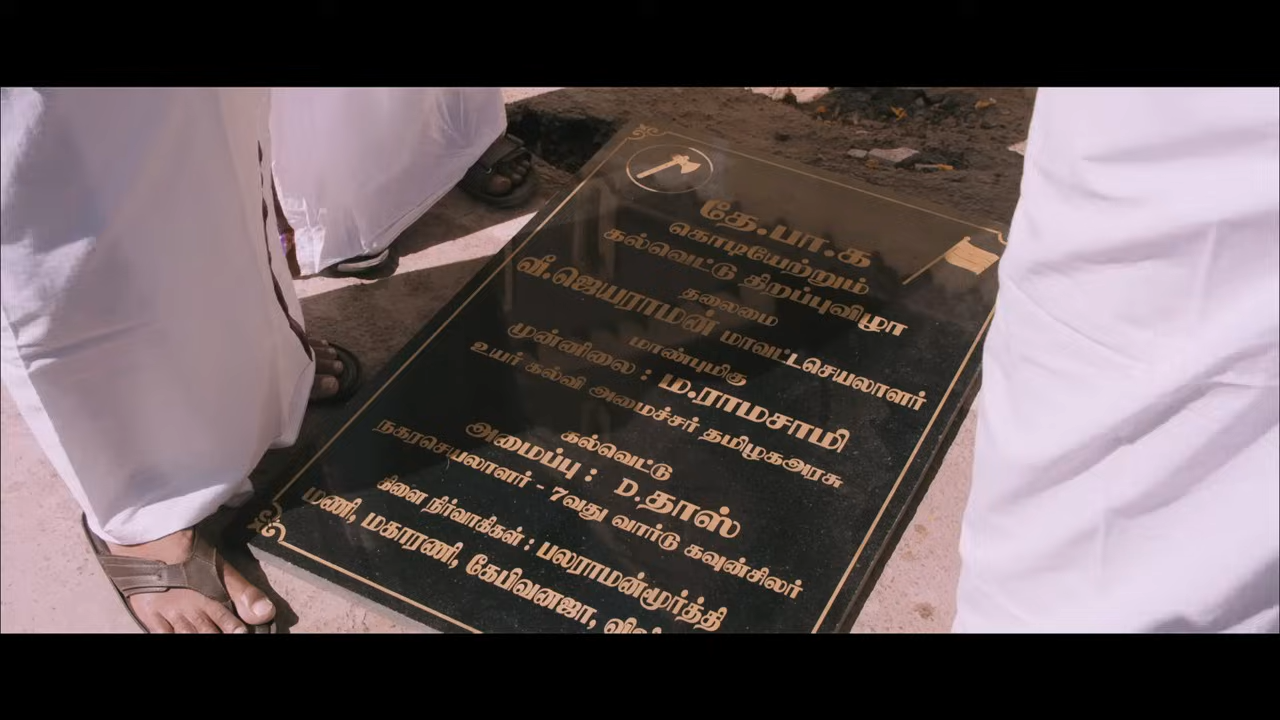 தே.பா.க
கொடியேற்றும்
கல்வெட்டு திறப்புவிழா
தலைமை
வீ.ஜெயராமன் மாவட்டசெயலாளர்
மாண்புமிகு
முன்னிலை : ம.ராமசாமி
உயர் கல்வி அமைச்சர் தமிழகஅரசு
கல்வெட்டு
அமைப்பு : D.தாஸ்
நகரசெயலாளர் - 7வது வார்டு கவுன்சிலர்
கிளை நிர்வாகிகள் : பலராமன்மூர்த்தி
மணி, மகாரணி, கேபிவனஜா,